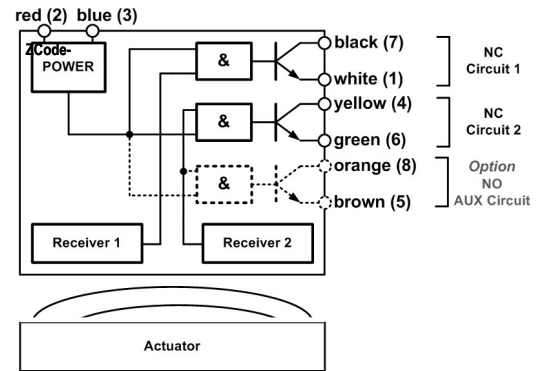 red (2) blue (3)
ZCode-
POWER
&
black (7)
white (1)
NC
Circuit 1
&
yellow (4)
green (6)
NC
Circuit 2
&
orange (8)
brown (5)
Option
NO
AUX Circuit
Receiver 1
Receiver 2
Actuator